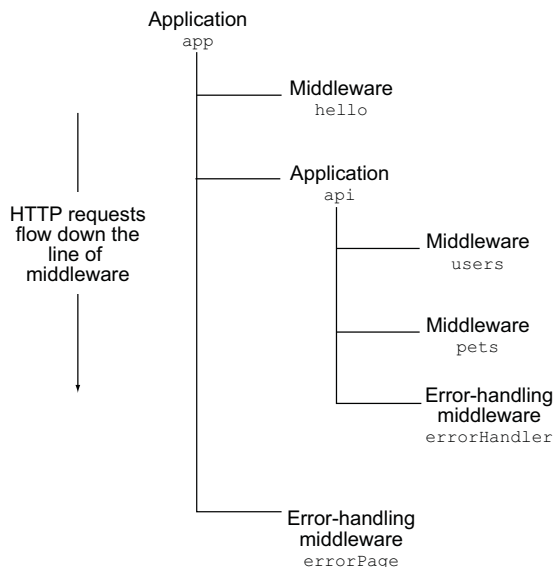 Application
app
Middleware
hello
Application
api
HTTP requests
flow down the
line of
middleware
Middleware
users
Middleware
pets
Error-handling
middleware
errorHandler
Error-handling
middleware
errorPage